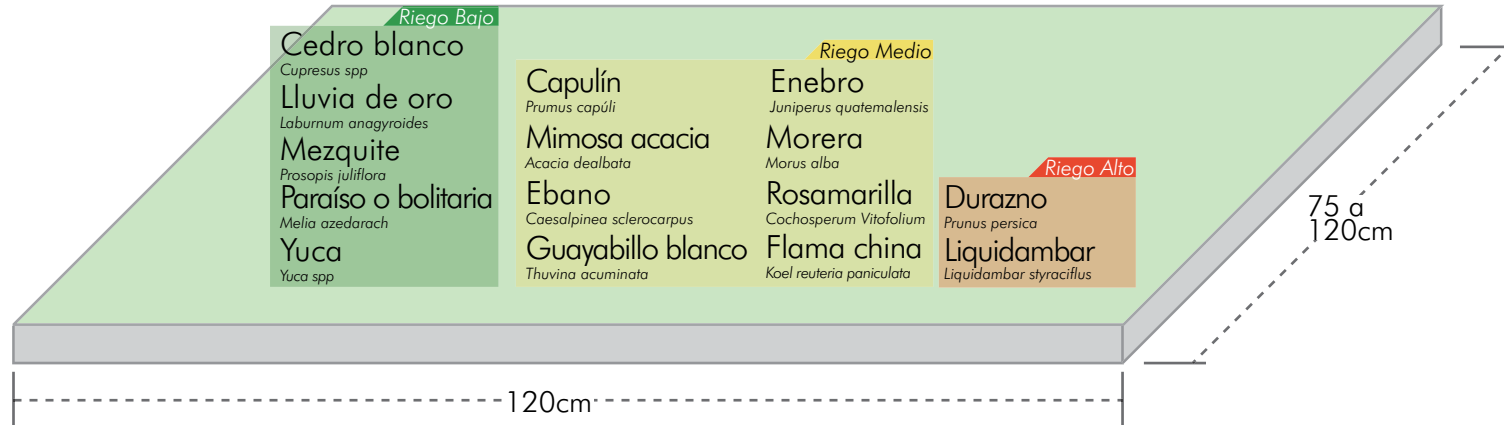 Riego Bajo
Cedro blanco
Cupresus spp
Lluvia de oro
Laburnum anagyroides
Mezquite
Prosopis juliflora
Paraíso o bolitaria
Melia azedarach
Yuca
Yuca spp
Riego Medio
Capulín
Prumus capúli
Mimosa acacia
Acacia dealbata
Ebano
Caesalpinea sclerocarpus
Guayabillo blanco
Thuvina acuminata
Enebro
Juniperus quatemalensis
Morera
Morus alba
Rosamarilla
Cochosperum Vitofolium
Flama china
Koel reuteria paniculata
Riego Alto
Durazno
Prunus persica
Liquidambar
Liquidambar styraciflus
75 a
120cm
120cm